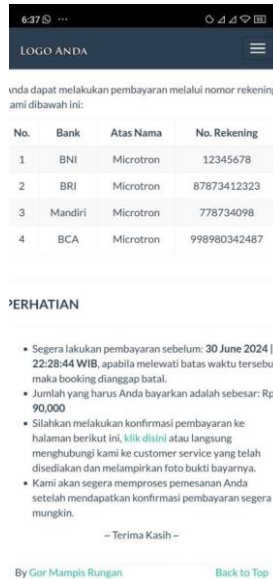 6:37
LOGO ANDA
Anda dapat melakukan pembayaran melalui nomor rekening
kami dibawah ini:
No. Bank Atas Nama No. Rekening
1 BNI Microtron 12345678
2 BRI Microtron 87873412323
3 Mandiri Microtron 778734098
4 BCA Microtron 998980342487
PERHATIAN
• Segera lakukan pembayaran sebelum: 30 June 2024 |
22:28:44 WIB, apabila melewati batas waktu tersebu
maka booking dianggap batal.
• Jumlah yang harus Anda bayarkan adalah sebesar: Rp
90,000
• Silahkan melakukan konfirmasi pembayaran ke
halaman berikut ini, klik disini atau langsung
menghubungi kami ke customer service yang telah
disediakan dan melampirkan foto bukti bayarnya.
• Kami akan segera memproses pemesanan Anda
setelah mendapatkan konfirmasi pembayaran segera
mungkin.
~ Terima Kasih ~
By Gor Mampis Rungan Back to Top